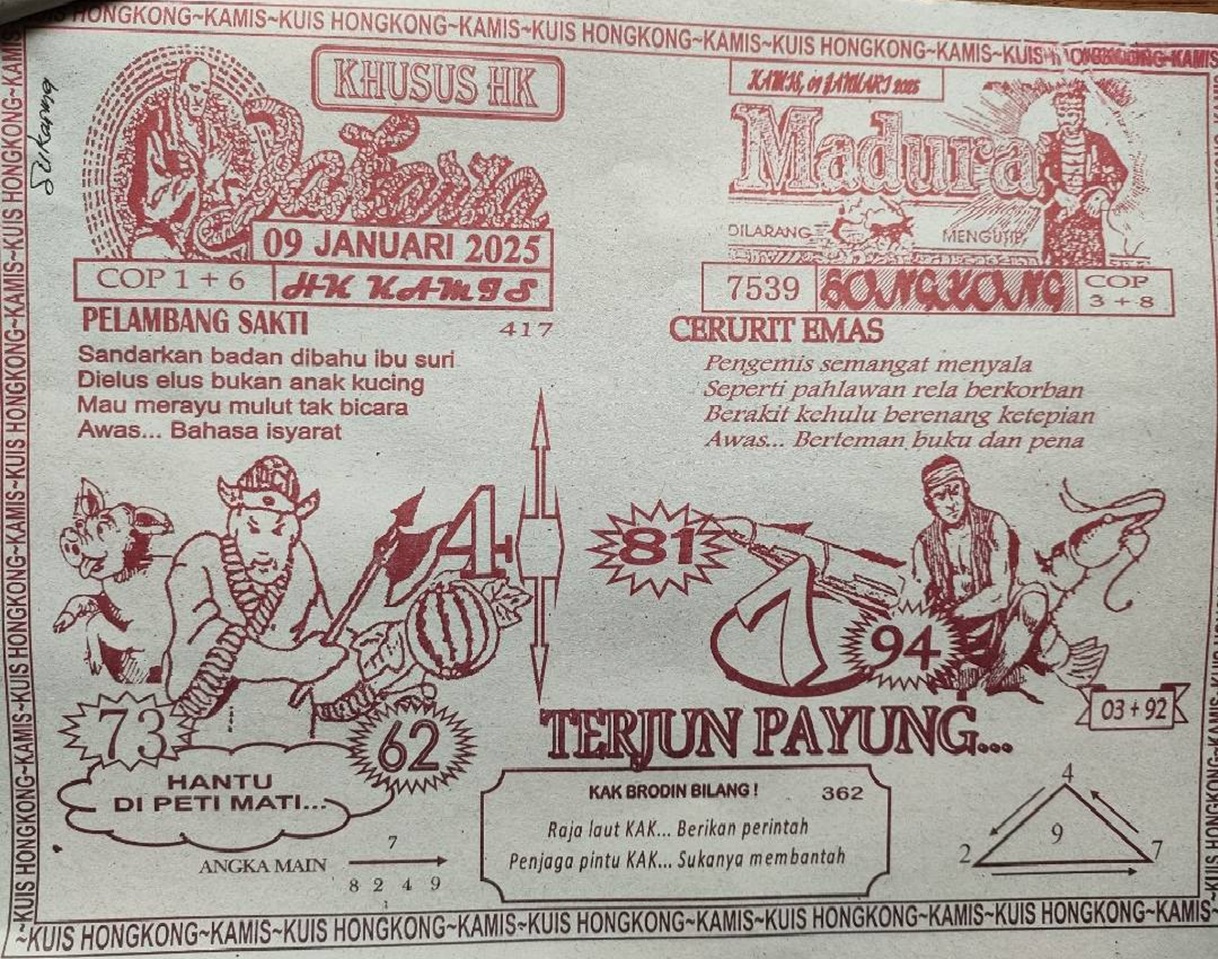 HONGKONG~KAMIS~KUIS HONGKONG~KAMIS~KUIS HONGKONG~KAMIS~KUIS HONGKONG~KAMIS~KUIS
Sukarung
KHUSUS HK
09 JANUARI 2025
COP 1 + 6
HK KAMIS
PELAMBANG SAKTI
417
Sandarkan badan dibahu ibu suri
Dielus elus bukan anak kucing
Mau merayu mulut tak bicara
Awas... Bahasa isyarat
4
73
62
HANTU
DI PETI MATI...
ANGKA MAIN
7
8 2 4 9
1
KAMIS, 09 JANUARI 2025
Madura
DILARANG
MENGUTIP
7539
HONGKONG
COP
3 + 8
CERURIT EMAS
Pengemis semangat menyala
Seperti pahlawan rela berkorban
Berakit kehulu berenang ketepian
Awas... Berteman buku dan pena
81
94
03 + 92
TERJUN PAYUNG...
KAK BRODIN BILANG !
362
Raja laut KAK... Berikan perintah
Penjaga pintu KAK... Sukanya membantah
4
9
2
7
~KUIS HONGKONG~KAMIS~KUIS HONGKONG~KAMIS~KUIS HONGKONG~KAMIS~KUIS HONGKONG~KAMIS~KUIS HONGKONG~KAMIS~